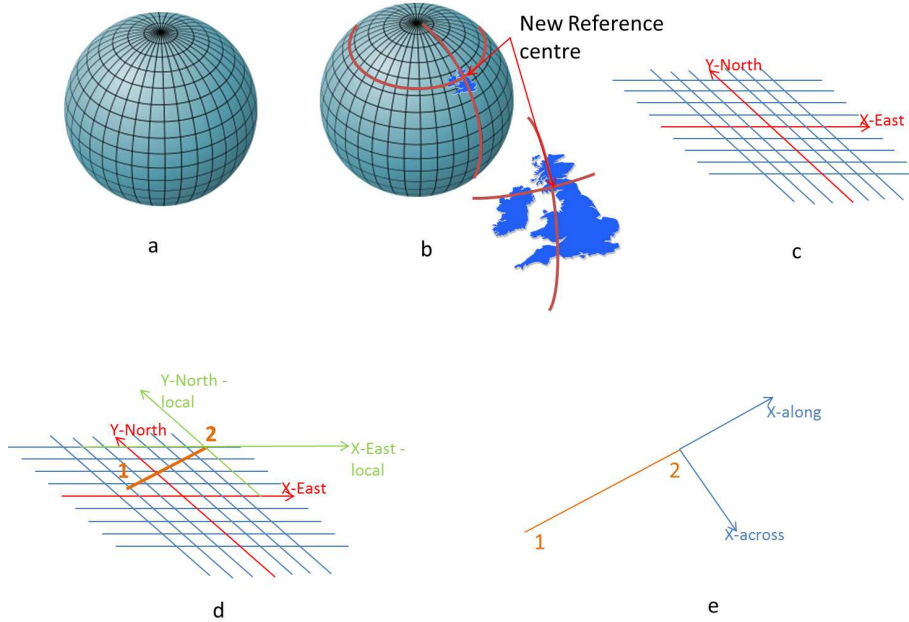 New Reference
centre
a
b
Y-North
X-East
c
Y-North -
local
Y-North
2
X-East -
local
1
X-East
d
X-along
2
1
X-across
e